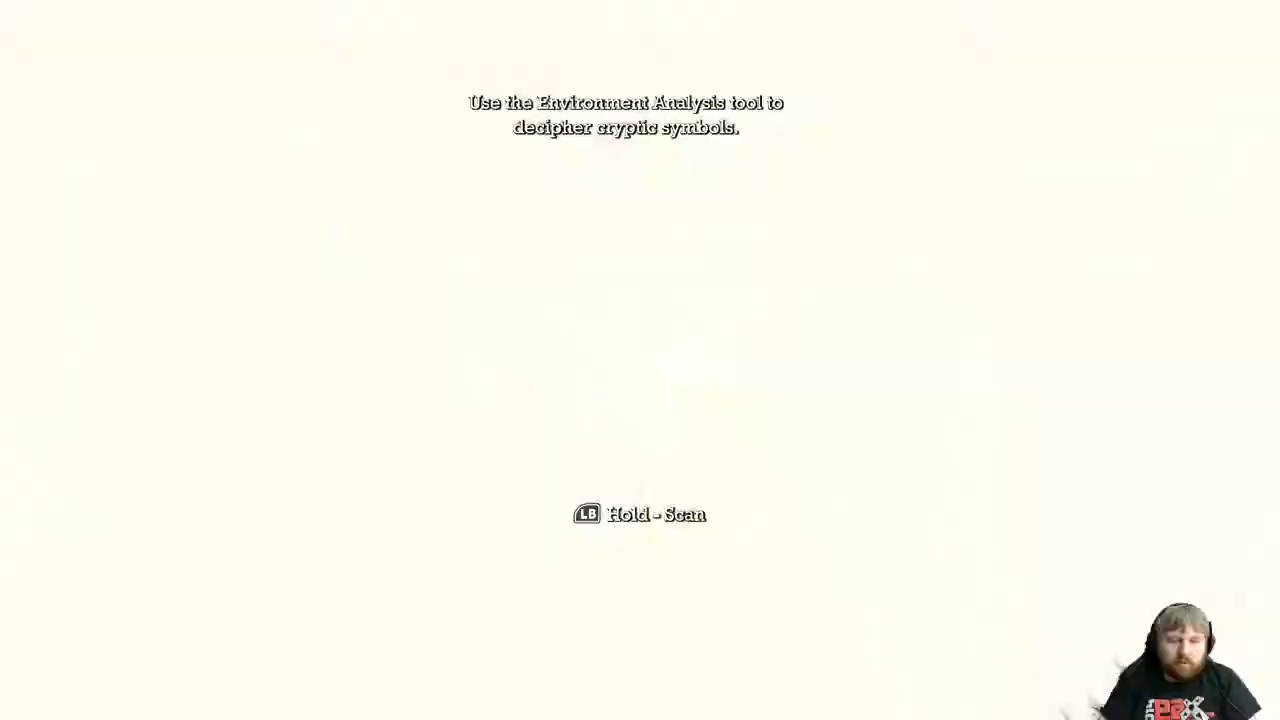 Use the Environment Analysis tool to
decipher cryptic symbols.
LB Hold - Scan